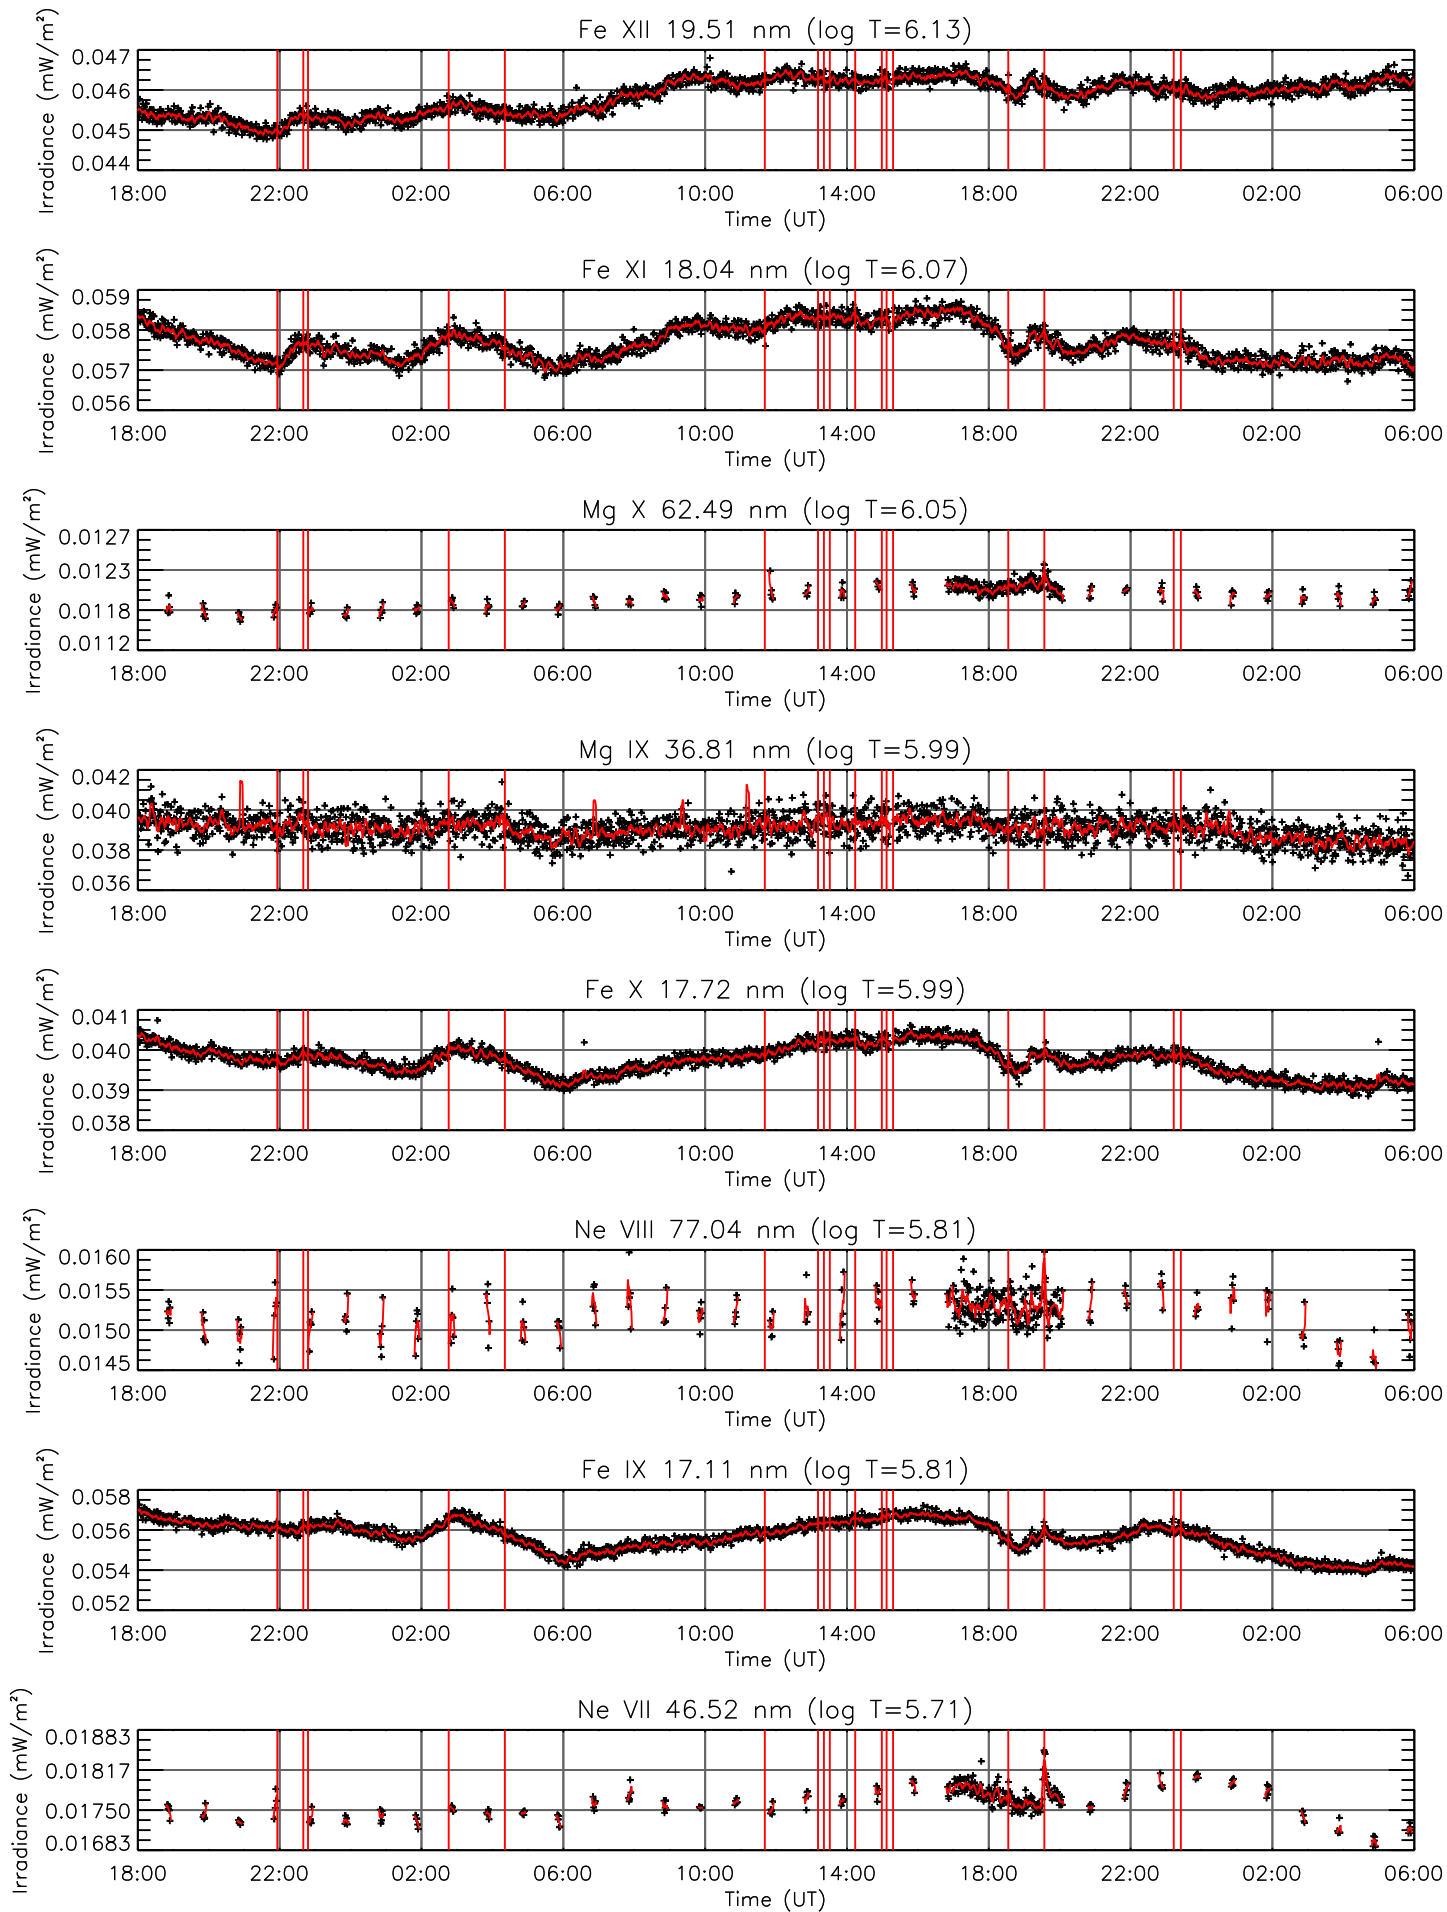 Fe XII 19.51 nm (log T=6.13)
Irradiance (mW/m²)
0.047
0.046
0.045
0.044
18:00 22:00 02:00 06:00 10:00 14:00 18:00 22:00 02:00 06:00
Time (UT)
Fe XI 18.04 nm (log T=6.07)
Irradiance (mW/m²)
0.059
0.058
0.057
0.056
18:00 22:00 02:00 06:00 10:00 14:00 18:00 22:00 02:00 06:00
Time (UT)
Mg X 62.49 nm (log T=6.05)
Irradiance (mW/m²)
0.0127
0.0123
0.0118
0.0112
18:00 22:00 02:00 06:00 10:00 14:00 18:00 22:00 02:00 06:00
Time (UT)
Mg IX 36.81 nm (log T=5.99)
Irradiance (mW/m²)
0.042
0.040
0.038
0.036
18:00 22:00 02:00 06:00 10:00 14:00 18:00 22:00 02:00 06:00
Time (UT)
Fe X 17.72 nm (log T=5.99)
Irradiance (mW/m²)
0.041
0.040
0.039
0.038
18:00 22:00 02:00 06:00 10:00 14:00 18:00 22:00 02:00 06:00
Time (UT)
Ne VIII 77.04 nm (log T=5.81)
Irradiance (mW/m²)
0.0160
0.0155
0.0150
0.0145
18:00 22:00 02:00 06:00 10:00 14:00 18:00 22:00 02:00 06:00
Time (UT)
Fe IX 17.11 nm (log T=5.81)
Irradiance (mW/m²)
0.058
0.056
0.054
0.052
18:00 22:00 02:00 06:00 10:00 14:00 18:00 22:00 02:00 06:00
Time (UT)
Ne VII 46.52 nm (log T=5.71)
Irradiance (mW/m²)
0.01883
0.01817
0.01750
0.01683
18:00 22:00 02:00 06:00 10:00 14:00 18:00 22:00 02:00 06:00
Time (UT)